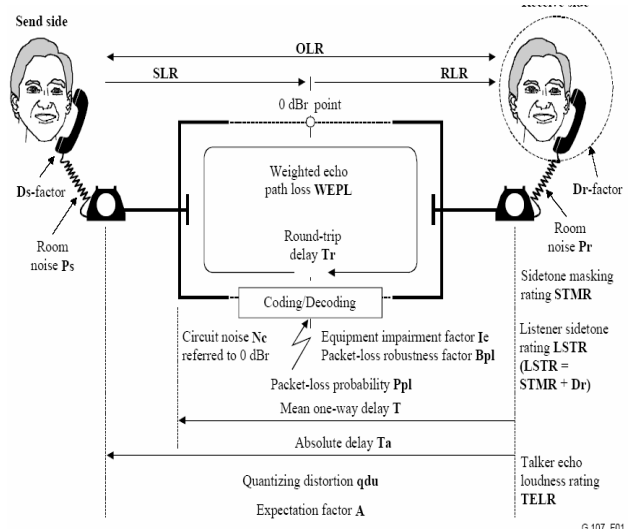 Send side
Receive side
OLR
SLR
RLR
0 dBr point
Weighted echo
path loss WEPL
Ds-factor
Dr-factor
Room
noise Ps
Room
noise Pr
Round-trip
delay Tr
Sidetone masking
rating STMR
Coding/Decoding
Circuit noise Nc
referred to 0 dBr
Equipment impairment factor Ie
Packet-loss robustness factor Bpl
Listener sidetone
rating LSTR
(LSTR =
STMR + Dr)
Packet-loss probability Ppl
Mean one-way delay T
Absolute delay Ta
Quantizing distortion qdu
Expectation factor A
Talker echo
loudness rating
TELR
G.107_F01